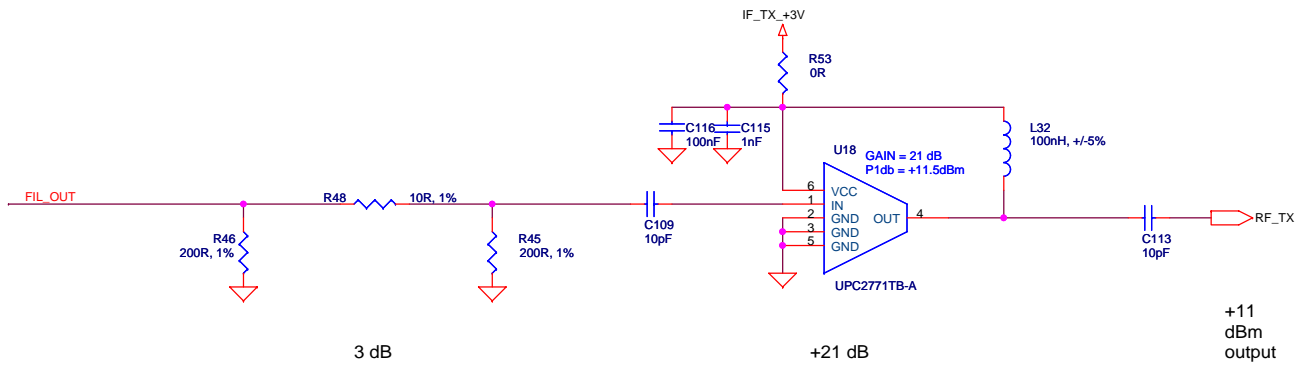 IF_TX_+3V
R53
0R
C116
100nF
C115
1nF
L32
100nH, +/-5%
U18
GAIN = 21 dB
P1db = +11.5dBm
FIL_OUT
R48
10R, 1%
R46
200R, 1%
R45
200R, 1%
C109
10pF
6
VCC
1
IN
2
GND
3
GND
5
GND
OUT
4
UPC2771TB-A
C113
10pF
RF_TX
3 dB
+21 dB
+11
dBm
output